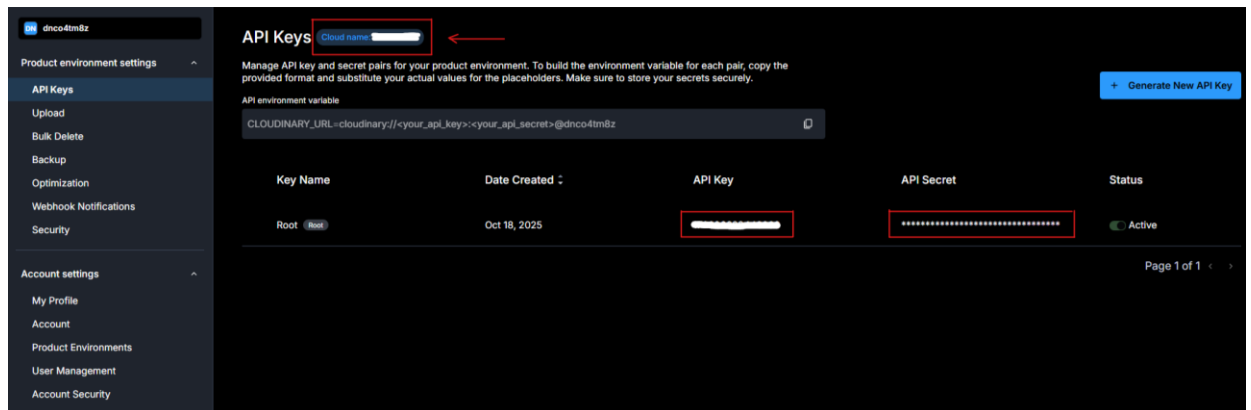 DN dnco4tm8z
Product environment settings
API Keys
Upload
Bulk Delete
Backup
Optimization
Webhook Notifications
Security
Account settings
My Profile
Account
Product Environments
User Management
Account Security
API Keys Cloud name:
Manage API key and secret pairs for your product environment. To build the environment variable for each pair, copy the
provided format and substitute your actual values for the placeholders. Make sure to store your secrets securely.
+ Generate New API Key
API environment variable
CLOUDINARY_URL=cloudinary://<your_api_key>:<your_api_secret>@dnco4tm8z
Key Name Date Created API Key API Secret Status
Root Root Oct 18, 2025 ********************************* Active
Page 1 of 1 < >